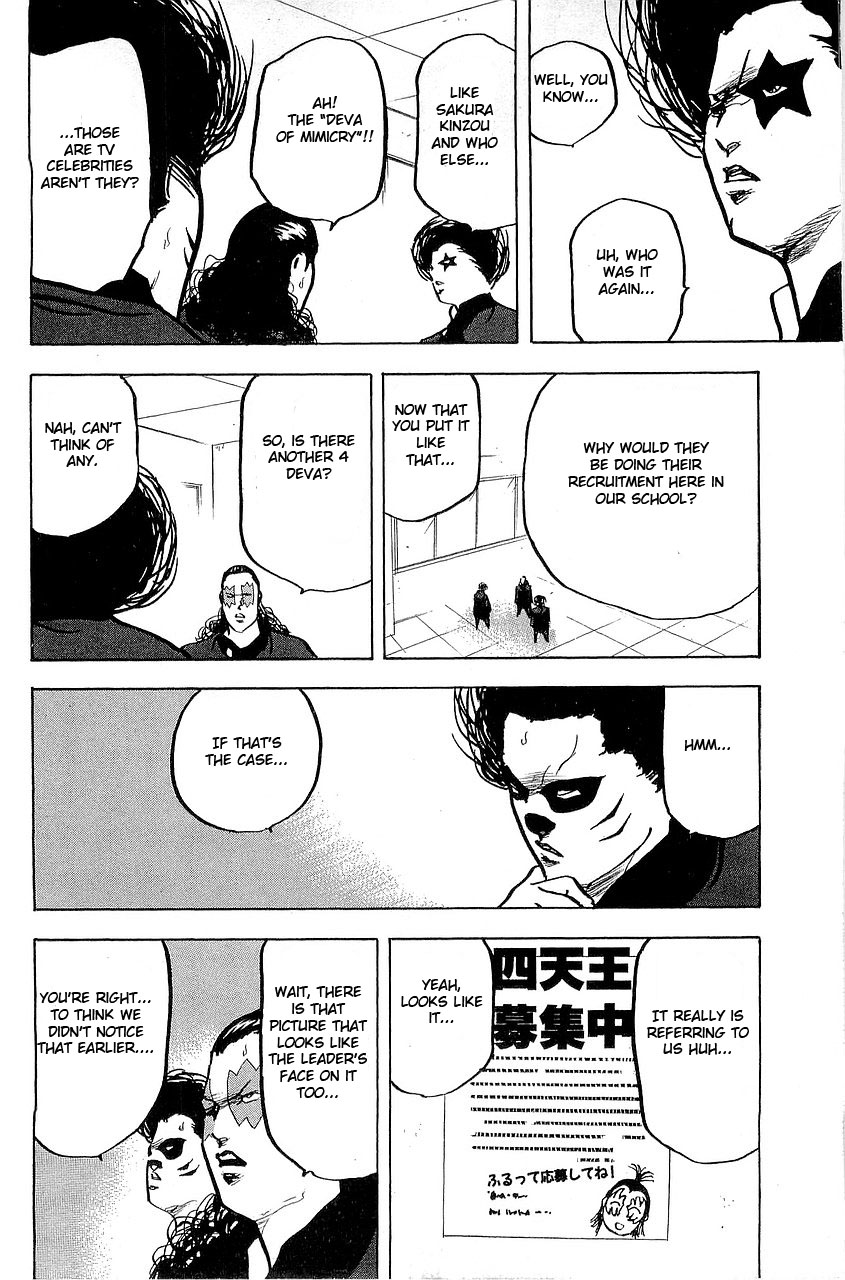 WELL, YOU
KNOW...
UH, WHO
WAS IT
AGAIN...
LIKE
SAKURA
KINZOU
AND WHO
ELSE...
AH!
THE "DEVA
OF MIMICRY"!!
...THOSE
ARE TV
CELEBRITIES
AREN'T THEY?
WHY WOULD THEY
BE DOING THEIR
RECRUITMENT HERE IN
OUR SCHOOL?
NOW THAT
YOU PUT IT
LIKE
THAT...
SO, IS THERE
ANOTHER 4
DEVA?
NAH, CAN'T
THINK OF
ANY.
HMM...
IF THAT'S
THE CASE...
IT REALLY IS
REFERRING TO
US HUH...
四天王
募集中
ふるって応募してね!
YEAH,
LOOKS LIKE
IT...
WAIT, THERE
IS THAT
PICTURE THAT
LOOKS LIKE
THE LEADER'S
FACE ON IT
TOO...
YOU'RE RIGHT...
TO THINK WE
DIDN'T NOTICE
THAT EARLIER....